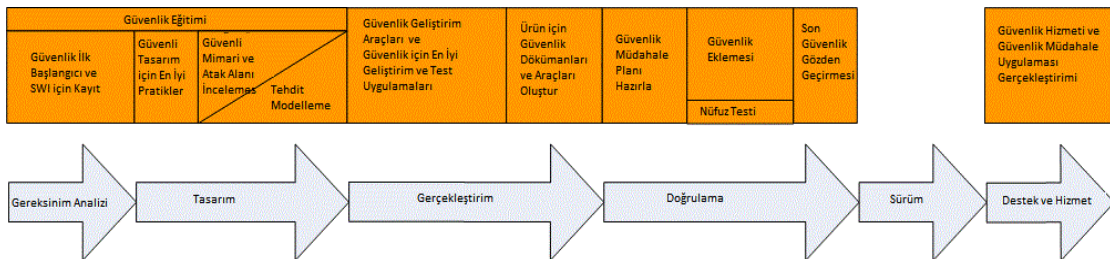 Güvenlik Eğitimi
Güvenlik İlk
Başlangıcı ve
SWI için Kayıt
Güvenli
Tasarım
için En İyi
Pratikler
Güvenli
Mimari ve
Atak Alanı
İncelemes
Tehdit
Modelleme
Güvenlik Geliştirim
Araçları ve
Güvenlik için En İyi
Geliştirim ve Test
Uygulamaları
Ürün için
Güvenlik
Dökümanları
ve Araçları
Oluştur
Güvenlik
Müdahale
Planı
Hazırla
Güvenlik
Eklemesi
Nüfuz Testi
Son
Güvenlik
Gözden
Geçirmesi
Güvenlik Hizmeti ve
Güvenlik Müdahale
Uygulaması
Gerçekleştirimi
Gereksinim Analizi
Tasarım
Gerçekleştirim
Doğrulama
Sürüm
Destek ve Hizmet